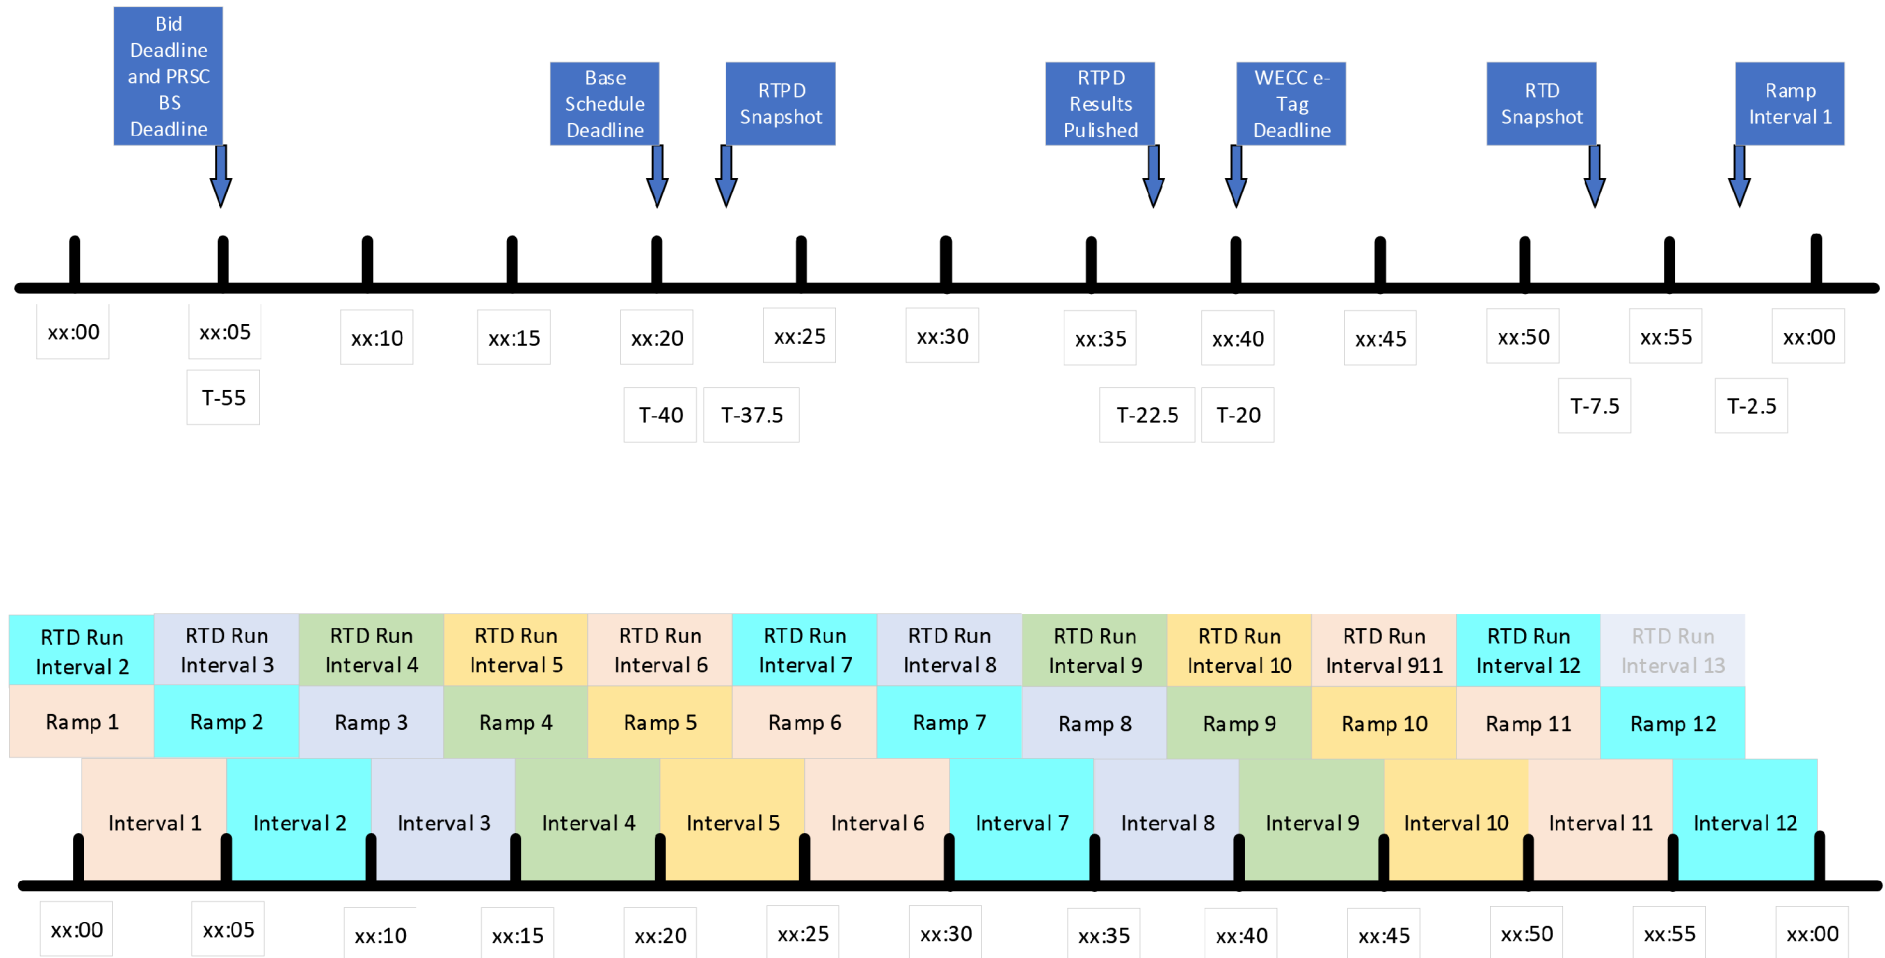 Bid
Deadline
and PRSC
BS
Deadline
Base
Schedule
Deadline
RTPD
Snapshot
RTPD
Results
Pulished
WECC e-
Tag
Deadline
RTD
Snapshot
Ramp
Interval 1
xx:00
xx:05
xx:10
xx:15
xx:20
xx:25
xx:30
xx:35
xx:40
xx:45
xx:50
xx:55
xx:00
T-55
T-40
T-37.5
T-22.5
T-20
T-7.5
T-2.5
RTD Run
Interval 2
RTD Run
Interval 3
RTD Run
Interval 4
RTD Run
Interval 5
RTD Run
Interval 6
RTD Run
Interval 7
RTD Run
Interval 8
RTD Run
Interval 9
RTD Run
Interval 10
RTD Run
Interval 911
RTD Run
Interval 12
RTD Run
Interval 13
Ramp 1
Ramp 2
Ramp 3
Ramp 4
Ramp 5
Ramp 6
Ramp 7
Ramp 8
Ramp 9
Ramp 10
Ramp 11
Ramp 12
Interval 1
Interval 2
Interval 3
Interval 4
Interval 5
Interval 6
Interval 7
Interval 8
Interval 9
Interval 10
Interval 11
Interval 12
xx:00
xx:05
xx:10
xx:15
xx:20
xx:25
xx:30
xx:35
xx:40
xx:45
xx:50
xx:55
xx:00